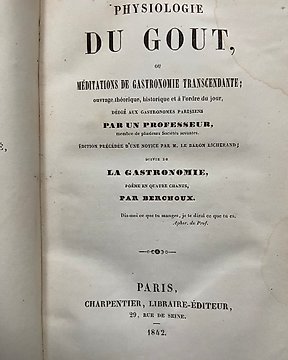 PHYSIOLOGIE
DU GOUT,
OU
MÉDITATIONS DE GASTRONOMIE TRANSCENDANTE;
ouvrage théorique, historique et à l'ordre du jour,
DÉDIÉ AUX GASTRONOMES PARISIENS
PAR UN PROFESSEUR,
membre de plusieurs Sociétés savantes.
ÉDITION PRÉCÉDÉE D'UNE NOTICE PAR M. LE BARON RICHERAND;
SUIVIE DE
LA GASTRONOMIE,
POËME EN QUATRE CHANTS,
PAR BERCHOUX.
Dis-moi ce que tu manges, je te dirai ce que tu es.
Aphor. du Prof.
PARIS,
CHARPENTIER, LIBRAIRE-ÉDITEUR,
29, RUE DE SEINE.
1842.